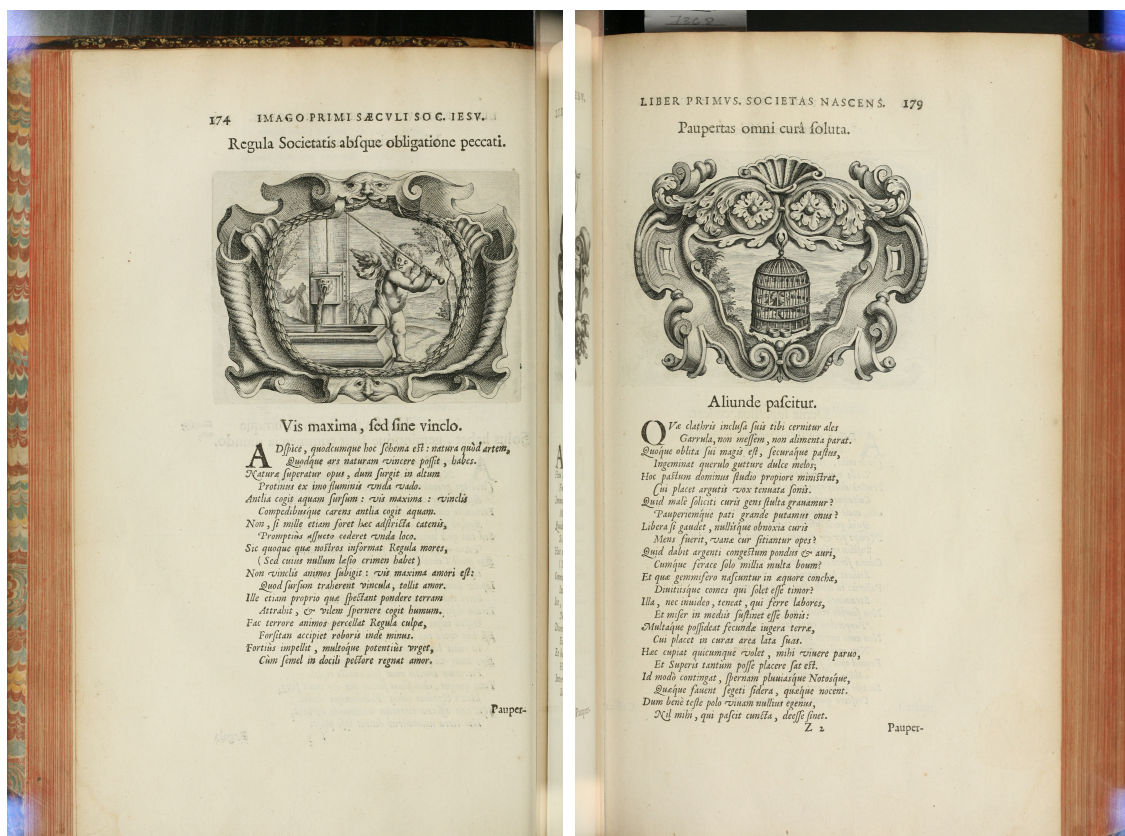 174 IMAGO PRIMI SÆCVLI SOC. IESV.
Regula Societatis abſque obligatione peccati.
Vis maxima, ſed ſine vinclo.
ADſpice, quodcumque hoc ſchema eſt: natura quòd artem,
Quodque ars naturam vincere poſſit, habes.
Naturæ ſuperatur opus, dum ſurgit in altum
Protinus ex imo fluminis vnda vado.
Antlia cogit aquam ſurſum: vis maxima: vinclis
Compedibuſque carens antlia cogit aquam.
Non, ſi mille etiam foret hæc adſtricta catenis,
Promptiùs aſſueto cederet vnda loco.
Sic quoque quæ noſtros informat Regula mores,
(Sed cuius nullum læſio crimen habet)
Non vinclis animos ſubigit: vis maxima amori eſt:
Quod ſurſum traherent vincula, tollit amor.
Ille etiam proprio quæ ſpectant pondere terram
Attrahit, & vilem ſpernere cogit humum.
Fac terrore animos percellat Regula culpæ,
Forſitan accipiet roboris inde minus.
Fortiùs impellit, multoque potentiùs vrget,
Cùm ſemel in docili pectore regnat amor.
Pauper-
LIBER PRIMVS. SOCIETAS NASCENS. 179
Paupertas omni curâ ſoluta.
Aliunde paſcitur.
QVæ clathris incluſa ſuis tibi cernitur ales
Garrula, non meſſem, non alimenta parat.
Quoque oblita ſui magis eſt, ſecuraque paſtus,
Ingeminat querulo gutture dulce melos;
Hoc paſtum dominus ſtudio propiore miniſtrat,
Cui placet argutis vox tenuata ſonis.
Quid malè ſoliciti curis gens ſtulta grauamur?
Pauperiemque pati grande putamus onus?
Libera ſi gaudet, nulliſque obnoxia curis
Mens fuerit, vanæ cur ſitiantur opes?
Quid dabit argenti congeſtum pondus & auri,
Cumque ferace ſolo millia multa boum?
Et quæ gemmifero naſcuntur in æquore conchæ,
Diuitiiſque comes qui ſolet eſſe timor?
Illa, nec inuideo, teneat, qui ferre labores,
Et miſer in mediis ſuſtinet eſſe bonis:
Multaque poſſideat fecundæ iugera terræ,
Cui placet in curas area lata ſuas.
Hæc cupiat quicumque volet, mihi viuere paruo,
Et Superis tantum poſſe placere ſat eſt.
Id modò contingat, ſpernam pluuiaſque Notoſque,
Quæque fauent ſegeti ſidera, quæque nocent.
Dum benè teſte polo viuam nullius egenus,
Nil mihi, qui paſcit cuncta, deeſſe ſinet.
Z 2 Pauper-